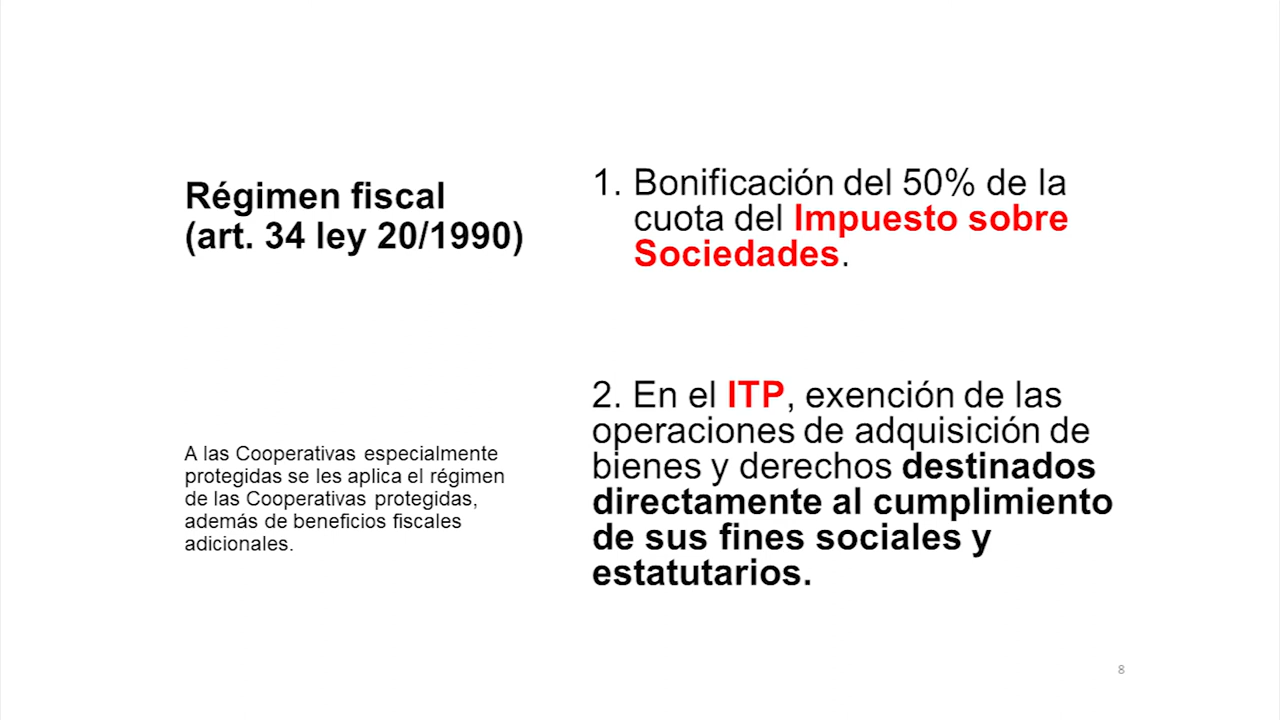 Régimen fiscal
(art. 34 ley 20/1990)
A las Cooperativas especialmente
protegidas se les aplica el régimen
de las Cooperativas protegidas,
además de beneficios fiscales
adicionales.
1. Bonificación del 50% de la
cuota del Impuesto sobre
Sociedades.
2. En el ITP, exención de las
operaciones de adquisición de
bienes y derechos destinados
directamente al cumplimiento
de sus fines sociales y
estatutarios.
8